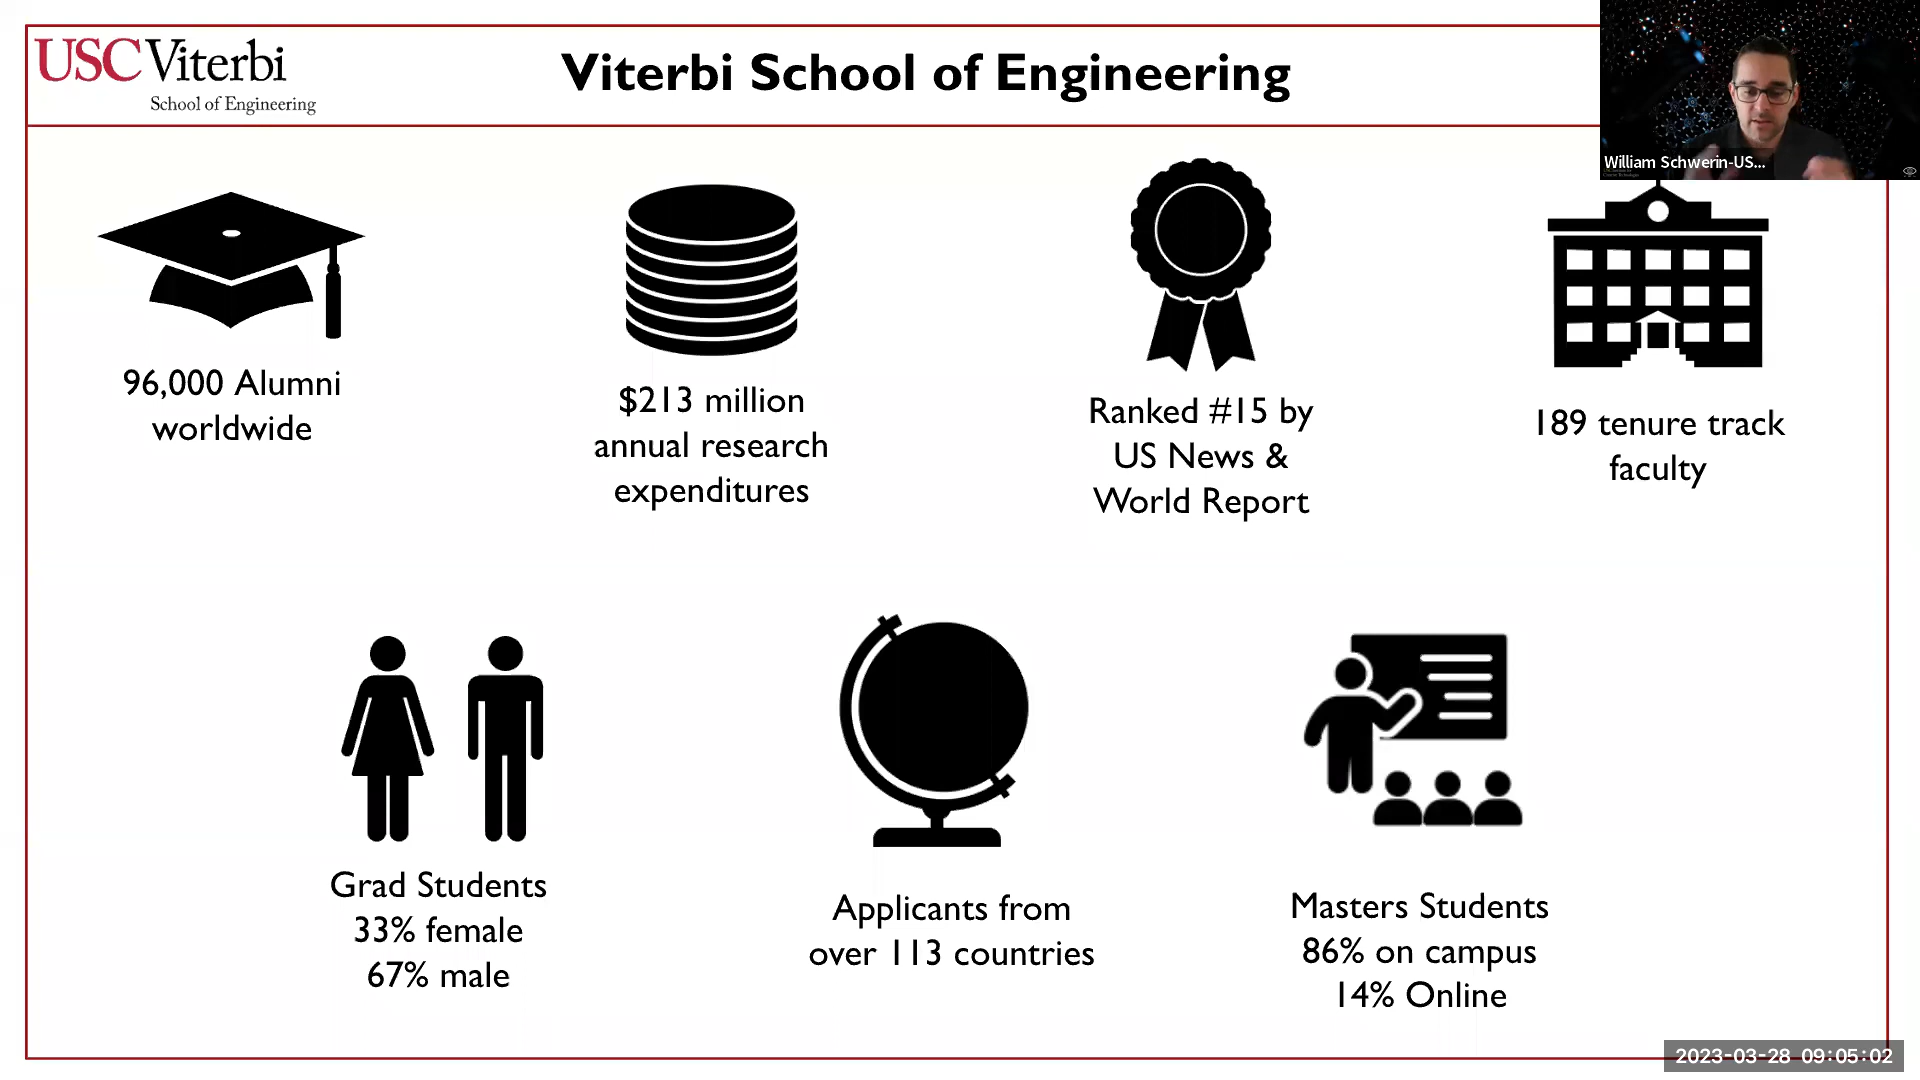 USC Viterbi
School of Engineering
Viterbi School of Engineering
William Schwerin-US...
96,000 Alumni
worldwide
$213 million
annual research
expenditures
Ranked #15 by
US News &
World Report
189 tenure track
faculty
Grad Students
33% female
67% male
Applicants from
over 113 countries
Masters Students
86% on campus
14% Online
2023-03-28 09:05:02